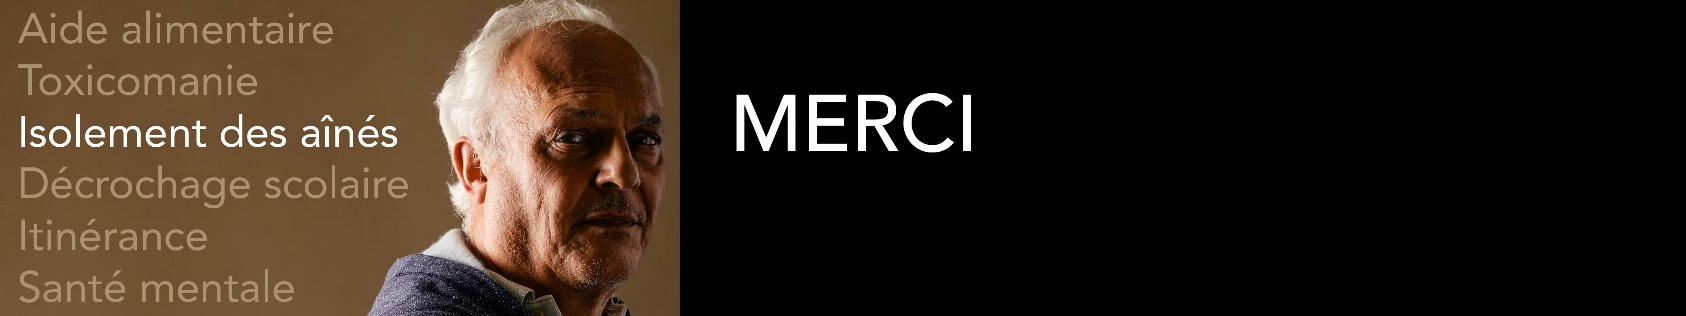 Aide alimentaire
Toxicomanie
Isolement des aînés
Décrochage scolaire
Itinérance
Santé mentale
MERCI